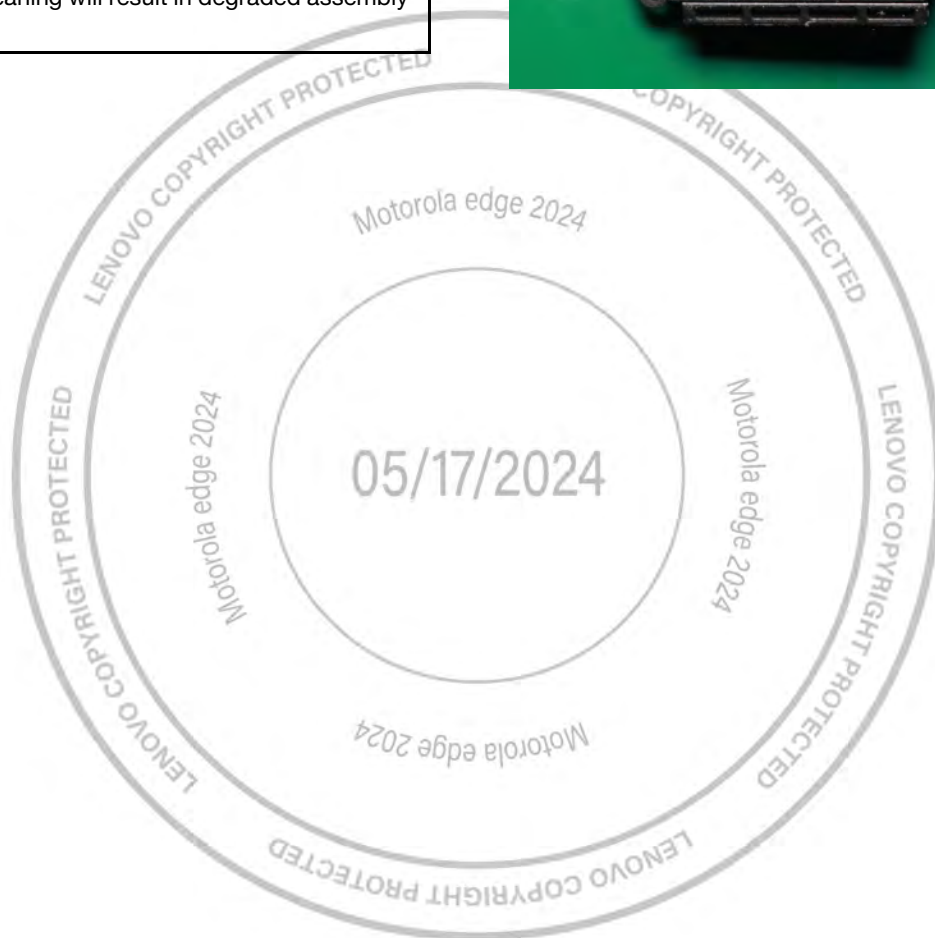 eaning will result in degraded assembly
LENOVO COPYRIGHT PROTECTED
COPYRIGHT PROTECTED
LENOVO COPYRIGHT PROTECTED
LENOVO COPYRIGHT PROTECTED
LENOVO COPYRIGHT PROTECTED
Motorola edge 2024
Motorola edge 2024
05/17/2024
Motorola edge 2024
Motorola edge 2024